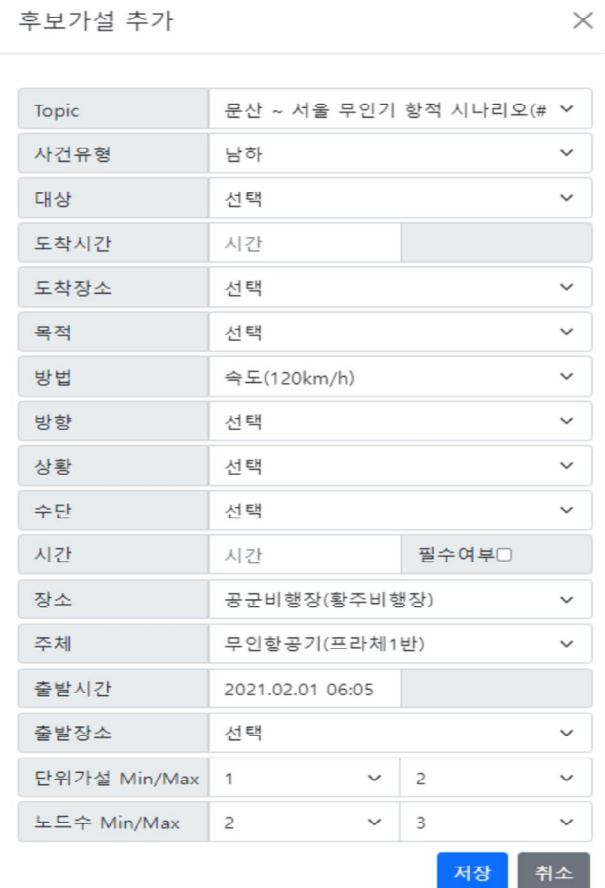 후보가설 추가
Topic 문산 ~ 서울 무인기 항적 시나리오(#
사건유형 남하
대상 선택
도착시간 시간
도착장소 선택
목적 선택
방법 속도(120km/h)
방향 선택
상황 선택
수단 선택
시간 시간 필수여부
장소 공군비행장(황주비행장)
주체 무인항공기(프라체1반)
출발시간 2021.02.01 06:05
출발장소 선택
단위가설 Min/Max 1 2
노드수 Min/Max 2 3
저장 취소